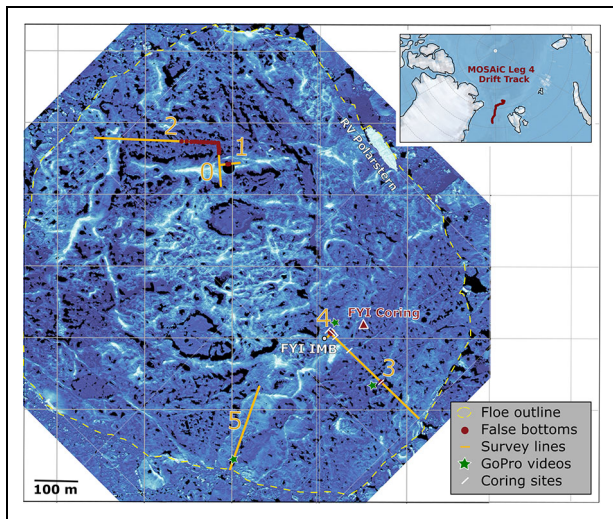 MOSAiC Leg 4
Drift Track
RV Polarstern
2
1
0
4
FYI Coring
FYI IMB
3
5
Floe outline
False bottoms
Survey lines
GoPro videos
Coring sites
100 m